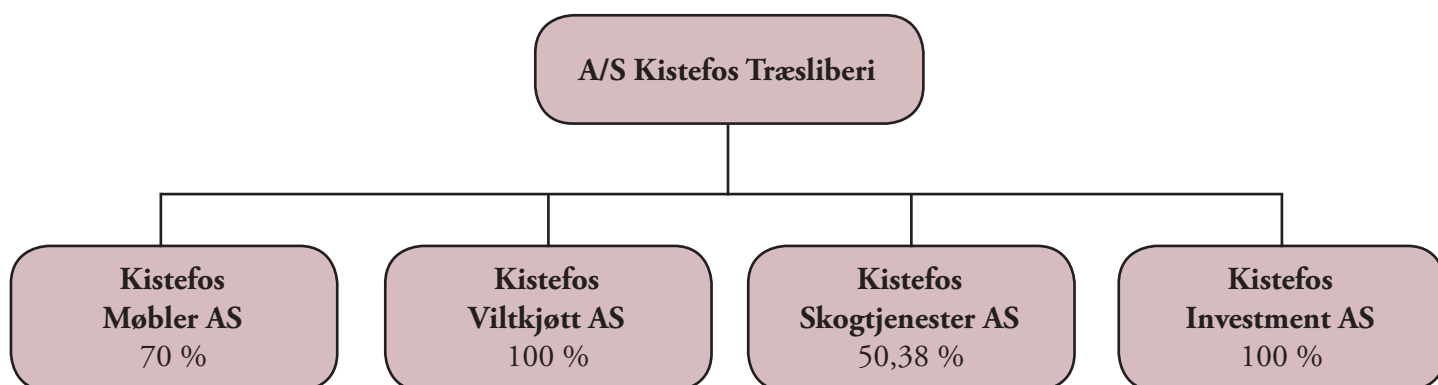 A/S Kistefos Træsliberi
Kistefos
Møbler AS
70 %
Kistefos
Viltkjøtt AS
100 %
Kistefos
Skogtjenester AS
50,38 %
Kistefos
Investment AS
100 %